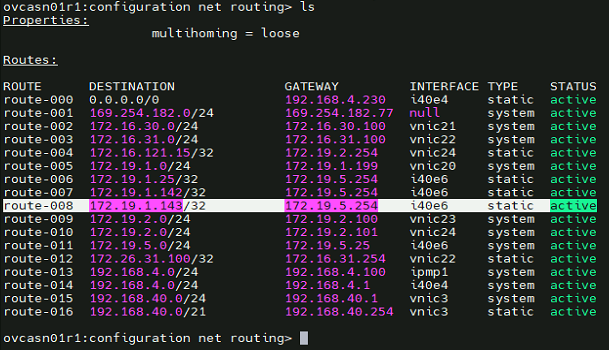 ovcasn01r1:configuration net routing> ls
Properties:
multihoming = loose
Routes:
ROUTE DESTINATION GATEWAY INTERFACE TYPE STATUS
route-000 0.0.0.0/0 192.168.4.230 i40e4 static active
route-001 169.254.182.0/24 169.254.182.77 null system active
route-002 172.16.30.0/24 172.16.30.100 vnic21 system active
route-003 172.16.31.0/24 172.16.31.100 vnic22 system active
route-004 172.16.121.15/32 172.19.2.254 vnic24 static active
route-005 172.19.1.0/24 172.19.1.199 vnic20 system active
route-006 172.19.1.25/32 172.19.5.254 i40e6 static active
route-007 172.19.1.142/32 172.19.5.254 i40e6 static active
route-008 172.19.1.143/32 172.19.5.254 i40e6 static active
route-009 172.19.2.0/24 172.19.2.100 vnic23 system active
route-010 172.19.2.0/24 172.19.2.101 vnic24 system active
route-011 172.19.5.0/24 172.19.5.25 i40e6 system active
route-012 172.26.31.100/32 172.16.31.254 vnic22 static active
route-013 192.168.4.0/24 192.168.4.100 ipmp1 system active
route-014 192.168.4.0/24 192.168.4.1 i40e4 system active
route-015 192.168.40.0/24 192.168.40.1 vnic3 system active
route-016 192.168.40.0/21 192.168.40.254 vnic3 static active
ovcasn01r1:configuration net routing>